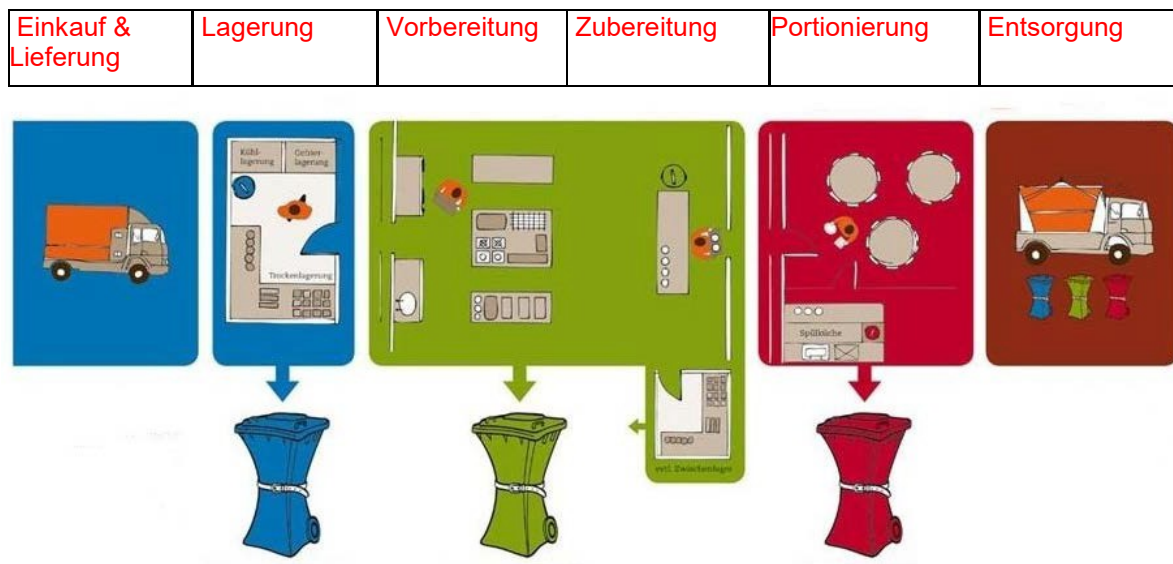 Einkauf &
Lieferung
Lagerung
Vorbereitung
Zubereitung
Portionierung
Entsorgung
Kühl-
lagerung
Gefrier-
lagerung
Trockenlagerung
Spülküche
evtl. Zwischenlager